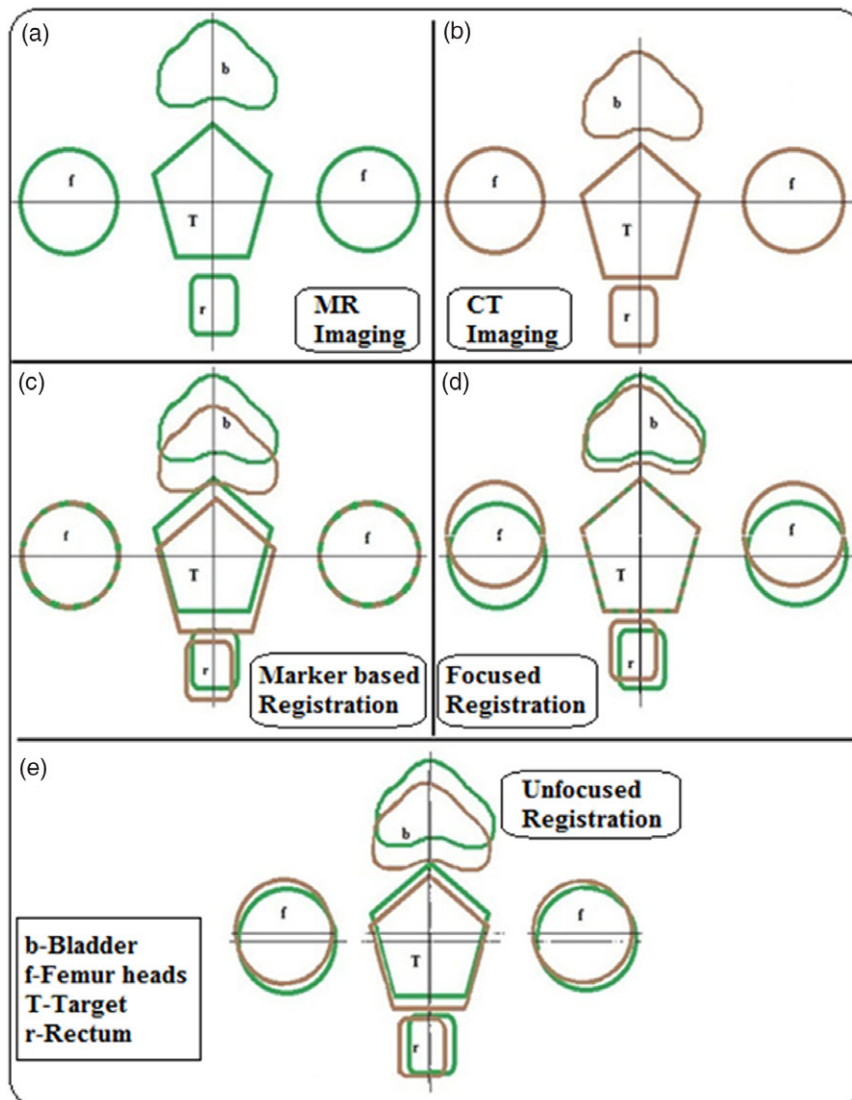 (a)
b
f
f
T
r
MR
Imaging
(b)
b
f
f
T
r
CT
Imaging
(c)
b
f
f
T
r
Marker based
Registration
(d)
b
f
f
T
r
Focused
Registration
(e)
Unfocused
Registration
b
f
f
T
r
b-Bladder
f-Femur heads
T-Target
r-Rectum